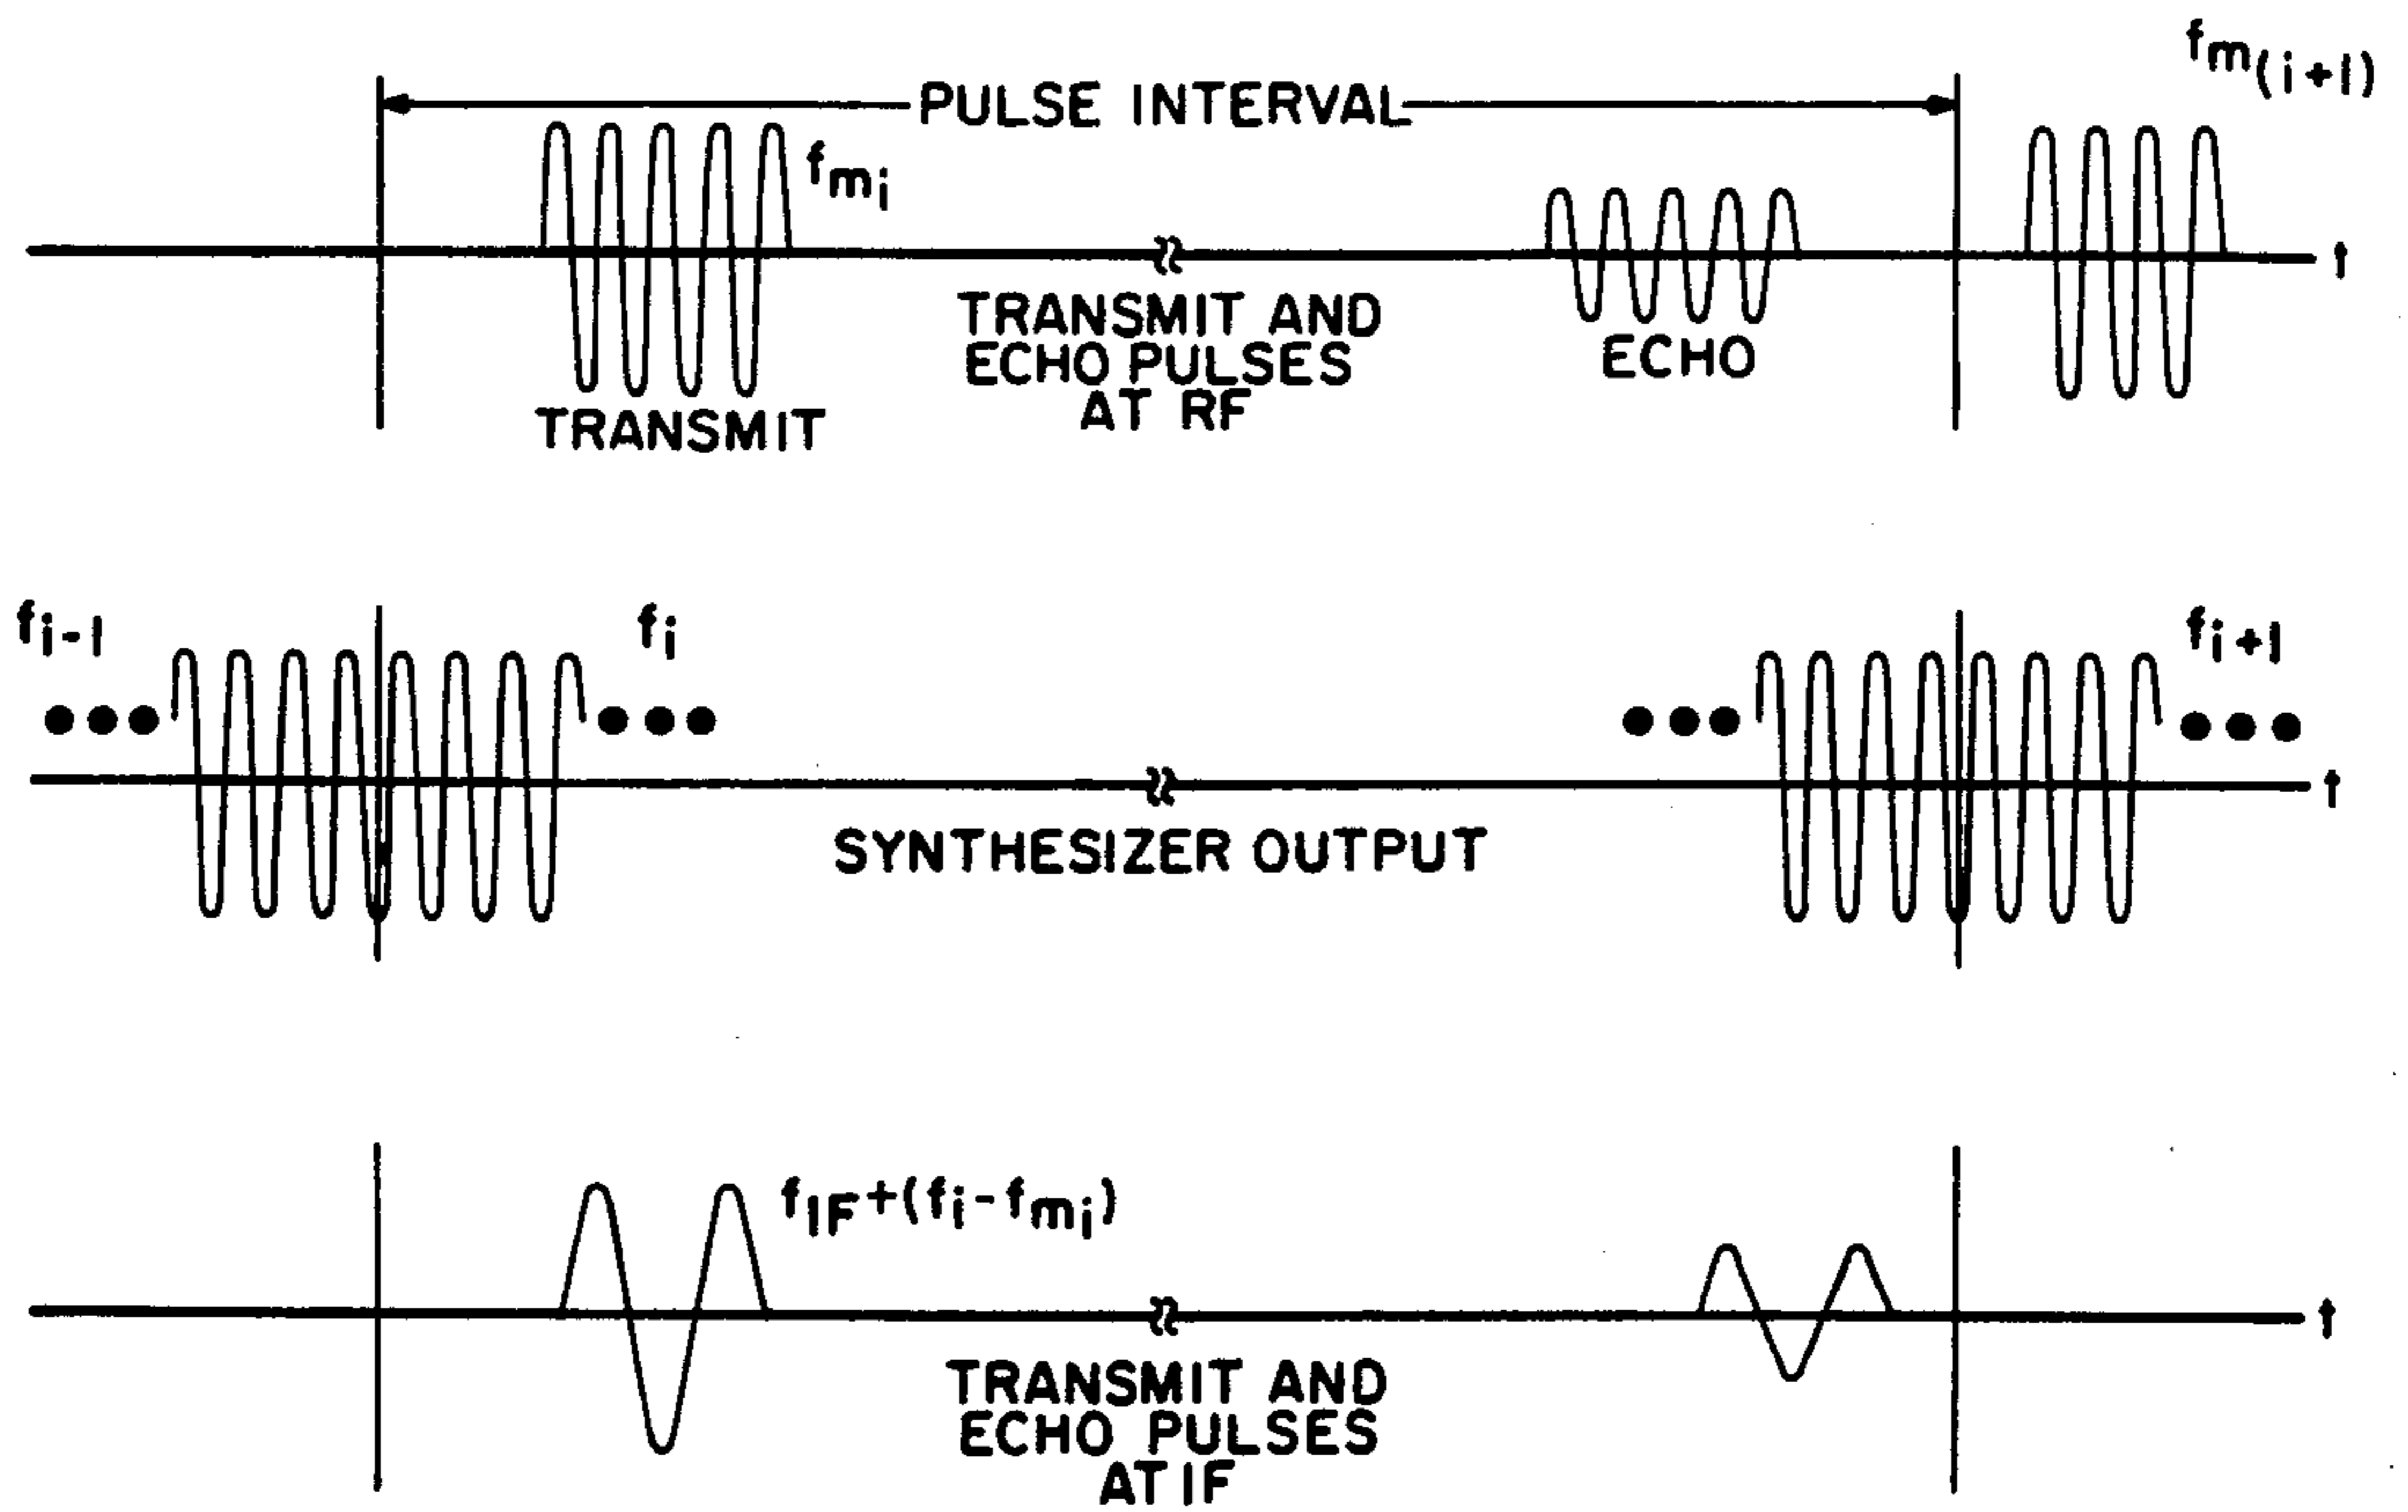 fm(i+1)
PULSE INTERVAL
fmi
t
TRANSMIT AND
ECHO PULSES
AT RF
ECHO
TRANSMIT
fi-1
fi
fi+1
t
SYNTHESIZER OUTPUT
fIF+(fi-fmi)
t
TRANSMIT AND
ECHO PULSES
AT IF